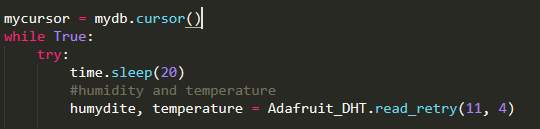 mycursor = mydb.cursor()
while True:
    try:
        time.sleep(20)
        #humidity and temperature
        humydite, temperature = Adafruit_DHT.read_retry(11, 4)